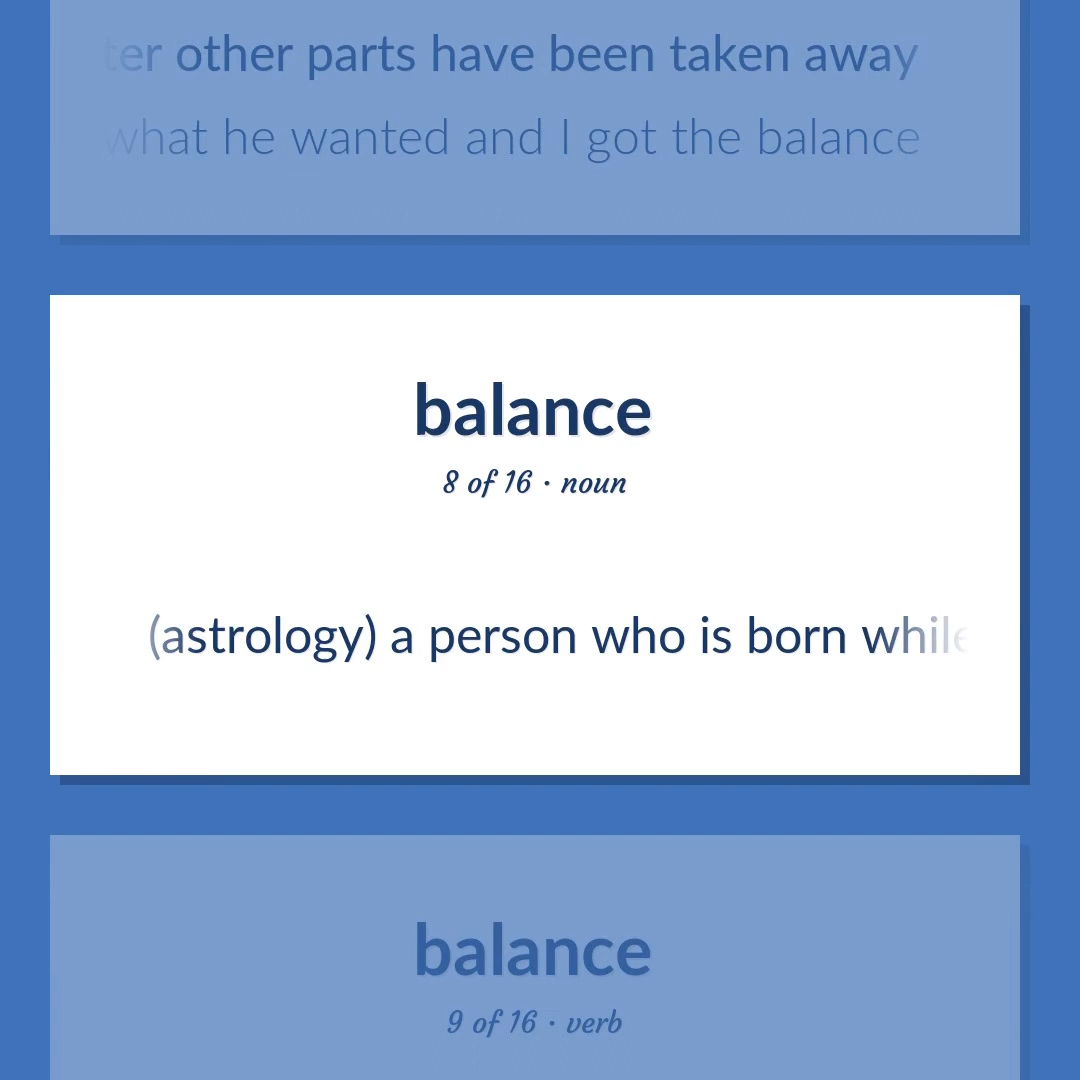 other parts have been taken away
what he wanted and I got the balance
balance
8 of 16 · noun
(astrology) a person who is born while
balance
9 of 16 · verb